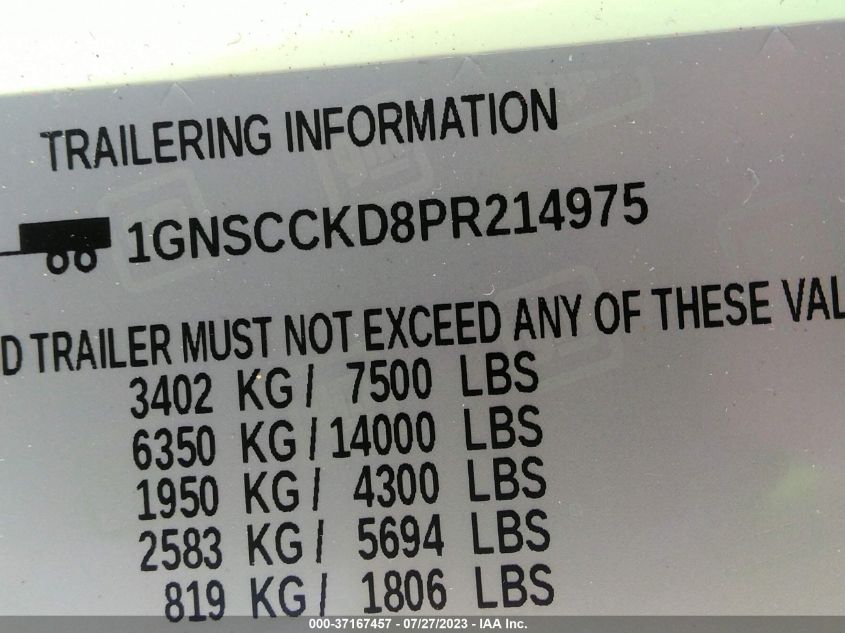 TRAILERING INFORMATION
1GNSCCKD8PR214975
D TRAILER MUST NOT EXCEED ANY OF THESE VAL
3402 KG / 7500 LBS
6350 KG / 14000 LBS
1950 KG / 4300 LBS
2583 KG / 5694 LBS
819 KG / 1806 LBS
000-37167457 - 07/27/2023 - IAA Inc.